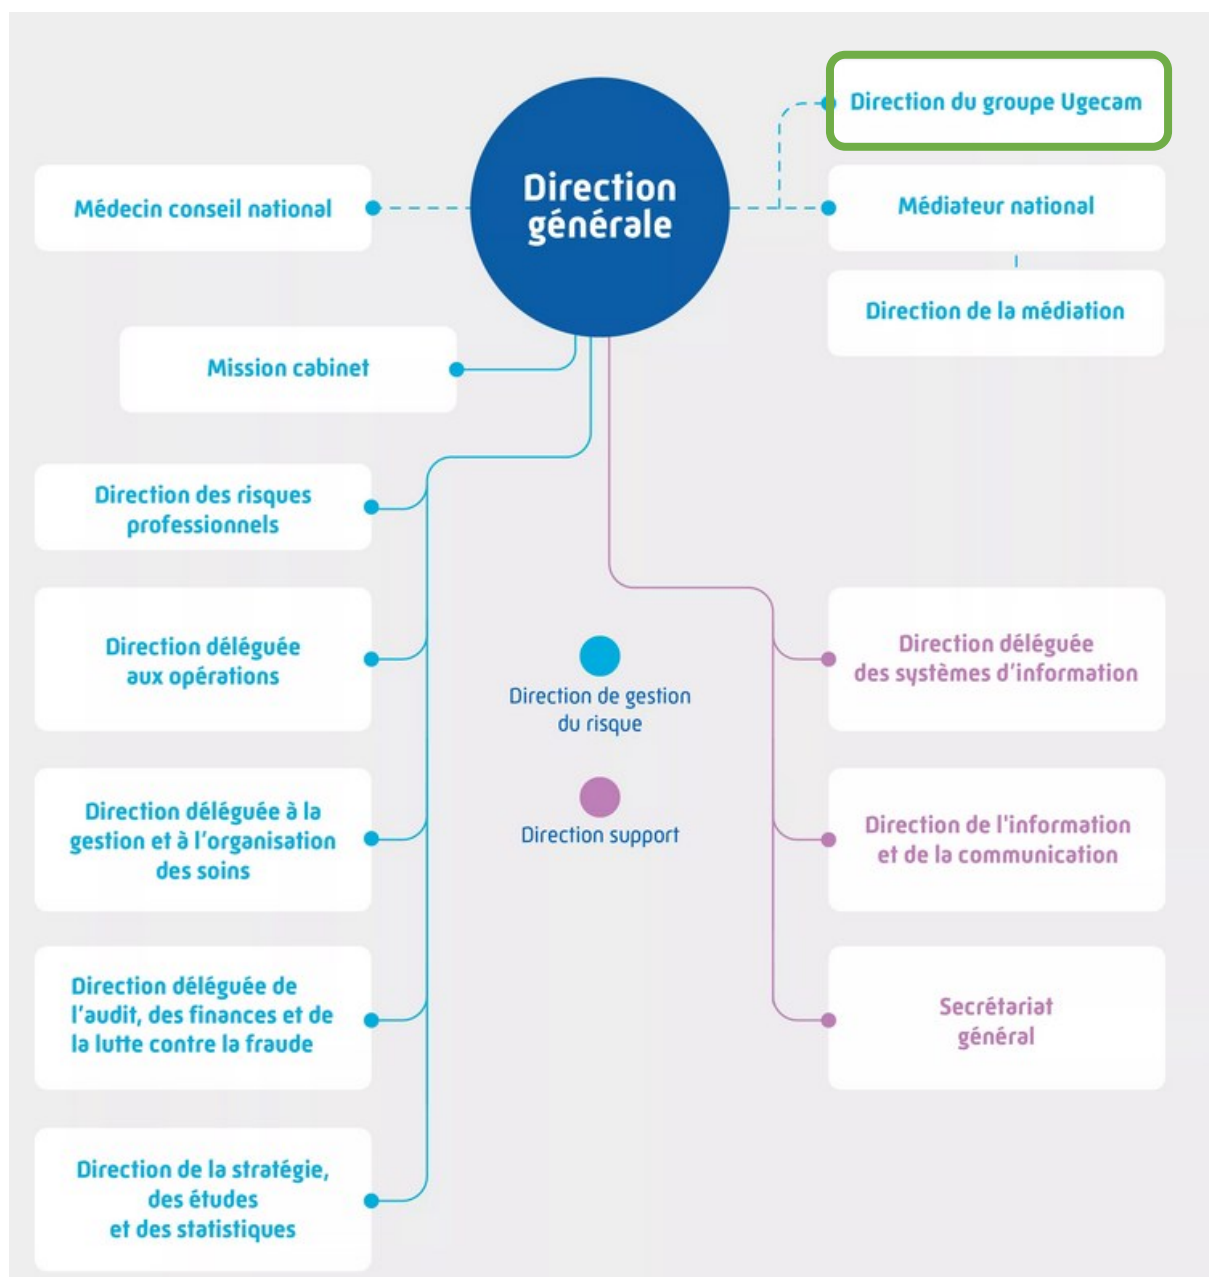 Direction du groupe Ugecam
Direction
générale
Médecin conseil national
Médiateur national
Direction de la médiation
Mission cabinet
Direction des risques
professionnels
Direction déléguée
aux opérations
Direction déléguée
des systèmes d’information
Direction de gestion
du risque
Direction déléguée à la
gestion et à l’organisation
des soins
Direction support
Direction de l'information
et de la communication
Direction déléguée de
l’audit, des finances et de
la lutte contre la fraude
Secrétariat
général
Direction de la stratégie,
des études
et des statistiques